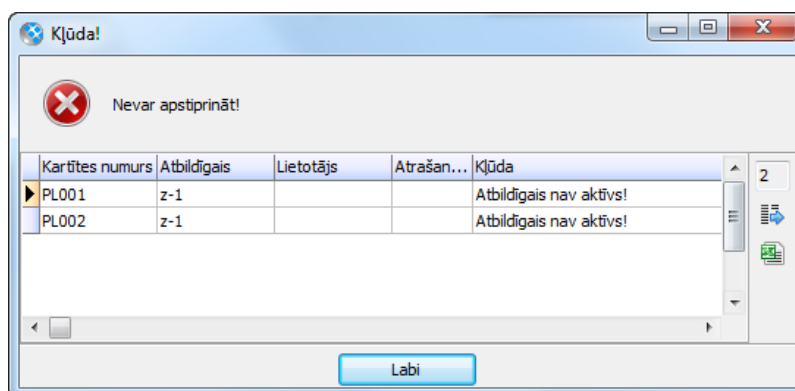 Kļūda!
Nevar apstiprināt!
Kartītes numurs Atbildīgais Lietotājs Atrašan... Kļūda
PL001 z-1 Atbildīgais nav aktīvs!
PL002 z-1 Atbildīgais nav aktīvs!
2
Labi